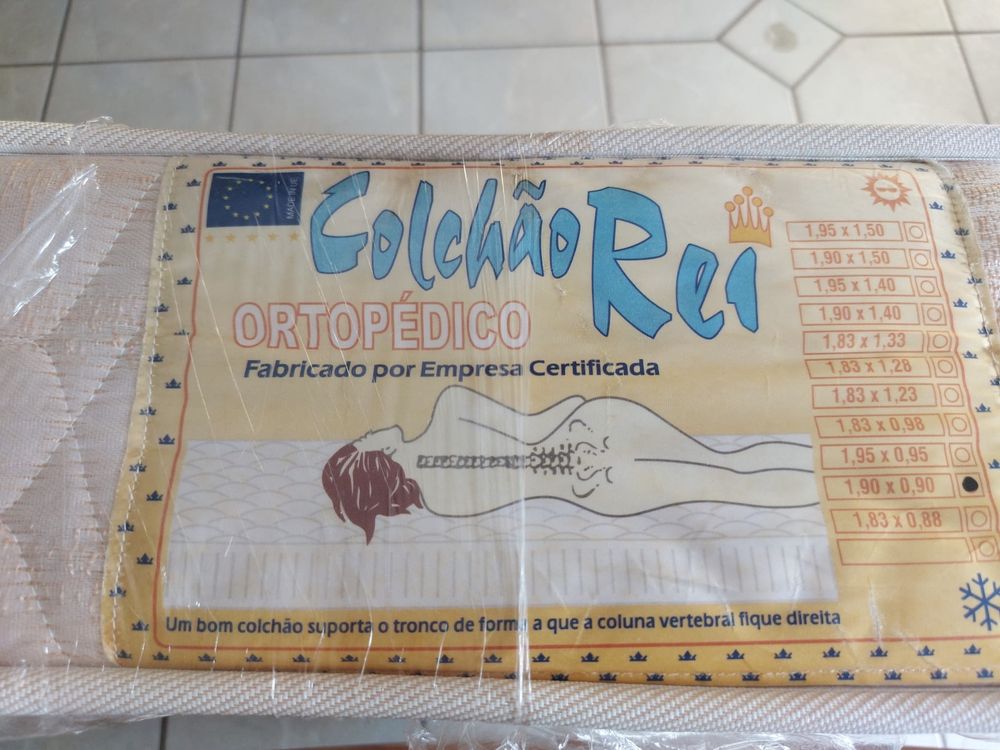 MADE IN UE
Colchão Rei
ORTOPÉDICO
Fabricado por Empresa Certificada
1,95 x 1,50
1,90 x 1,50
1,95 x 1,40
1,90 x 1,40
1,83 x 1,33
1,83 x 1,28
1,83 x 1,23
1,83 x 0,98
1,95 x 0,95
1,90 x 0,90
1,83 x 0,88
Um bom colchão suporta o tronco de forma a que a coluna vertebral fique direita